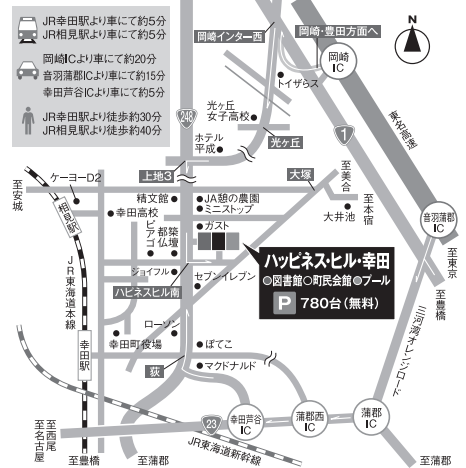 JR幸田駅より車にて約5分
JR相見駅より車にて約5分
岡崎ICより車にて約20分
音羽蒲郡ICより車にて約15分
幸田芦谷ICより車にて約5分
JR幸田駅より徒歩約30分
JR相見駅より徒歩約40分
岡崎インター西
岡崎・豊田方面へ
N
岡崎
IC
トイザらス
光ヶ丘
女子高校
248
1
東名高速
ホテル
平成
光ヶ丘
上地3
至美合
大塚
ケーヨーD2
至安城
相見駅
精文館
JA憩の農園
ミニストップ
幸田高校
ガスト
ピアゴ
都築仏壇
大井池
至本宿
音羽蒲郡
IC
至東京
至豊橋
ハッピネス・ヒル・幸田
図書館 町民会館 プール
P 780台(無料)
JR東海道本線
ジョイフル
セブンイレブン
ハピネスヒル南
三河湾オレンジロード
幸田駅
ローソン
幸田町役場
ぽてこ
荻
マクドナルド
23
幸田芦谷
IC
蒲郡西
IC
蒲郡
IC
至西尾
至名古屋
JR東海道新幹線
至豊橋
至蒲郡
至蒲郡